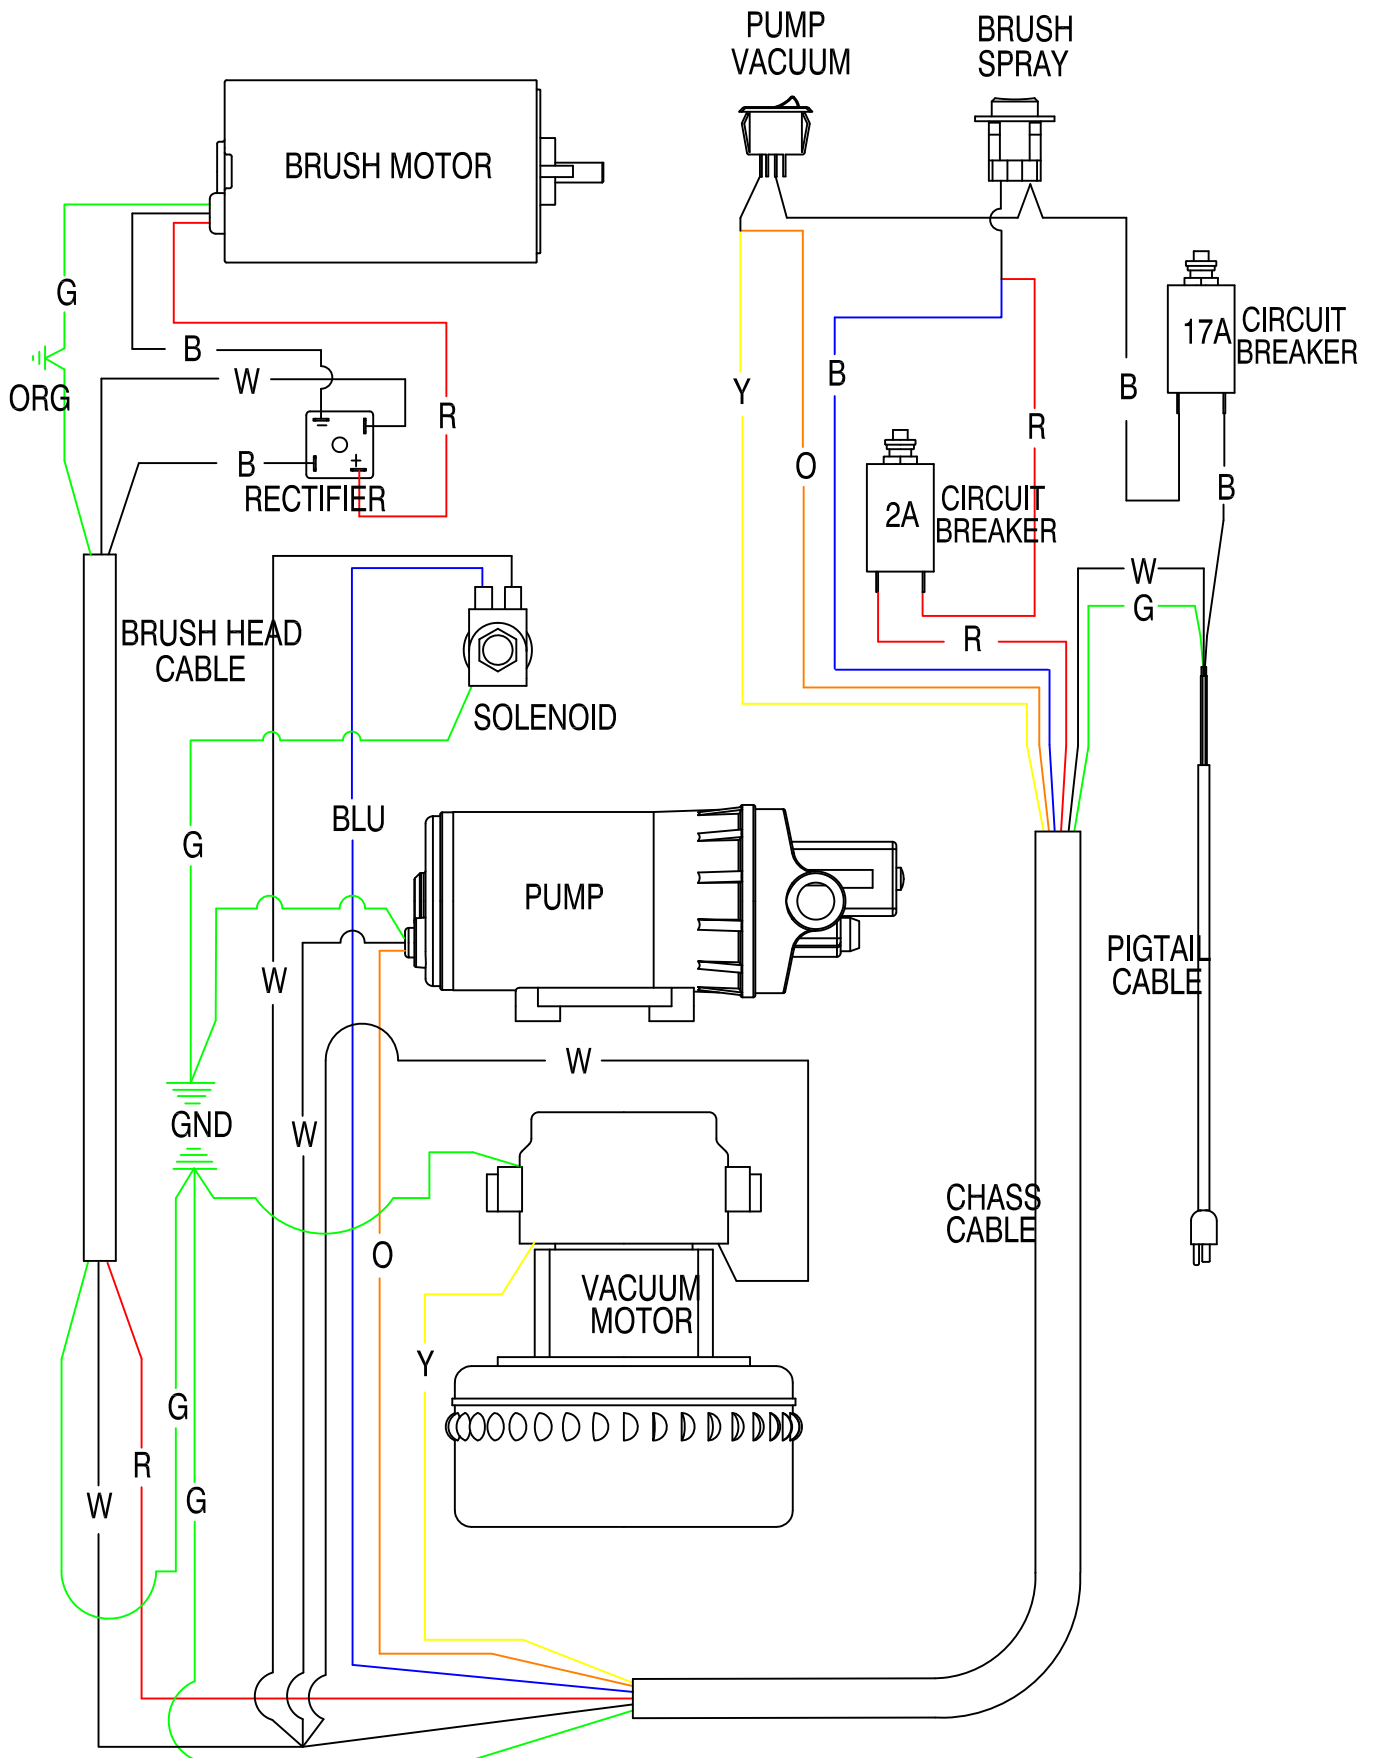 PUMP
VACUUM
BRUSH
SPRAY
BRUSH MOTOR
G
17A
CIRCUIT
BREAKER
B
W
ORG
Y
B
B
R
R
B
O
B
RECTIFIER
2A
CIRCUIT
BREAKER
W
G
BRUSH HEAD
CABLE
R
SOLENOID
BLU
G
PUMP
W
PIGTAIL
CABLE
W
GND
W
CHASS
CABLE
O
VACUUM
MOTOR
Y
G
R
W
G